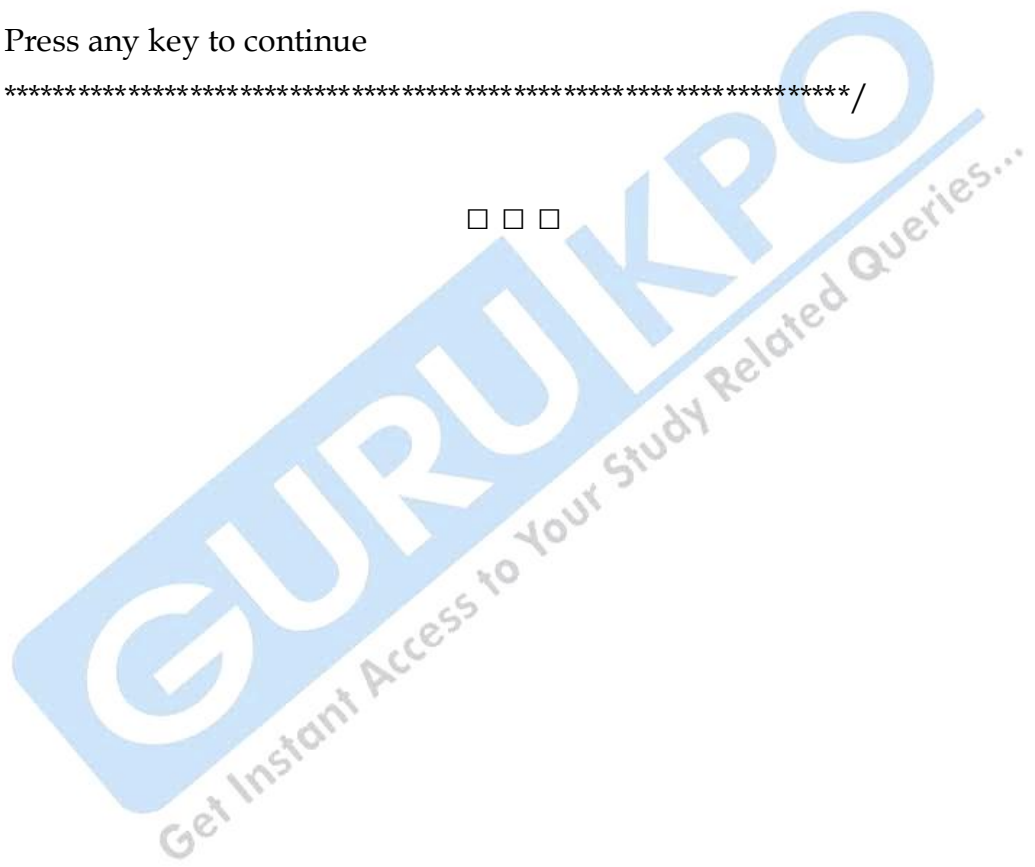 Press any key to continue
*********************************************************************/
□ □ □
GURUKPO
Get Instant Access to Your Study Related Queries...